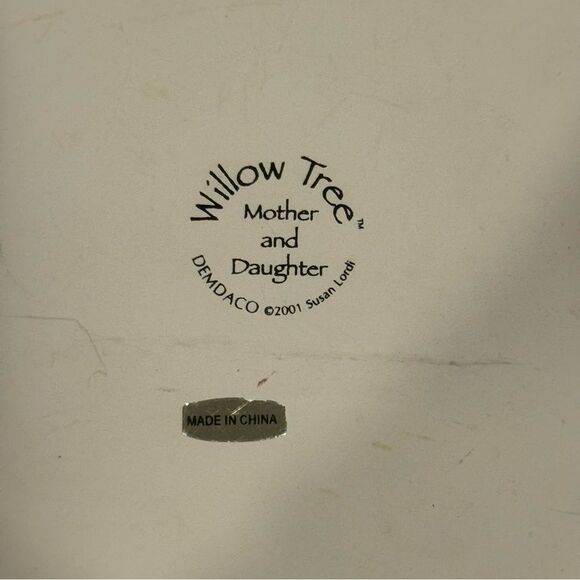 Willow Tree™
Mother
and
Daughter
DEMDACO ©2001 Susan Lordi
MADE IN CHINA